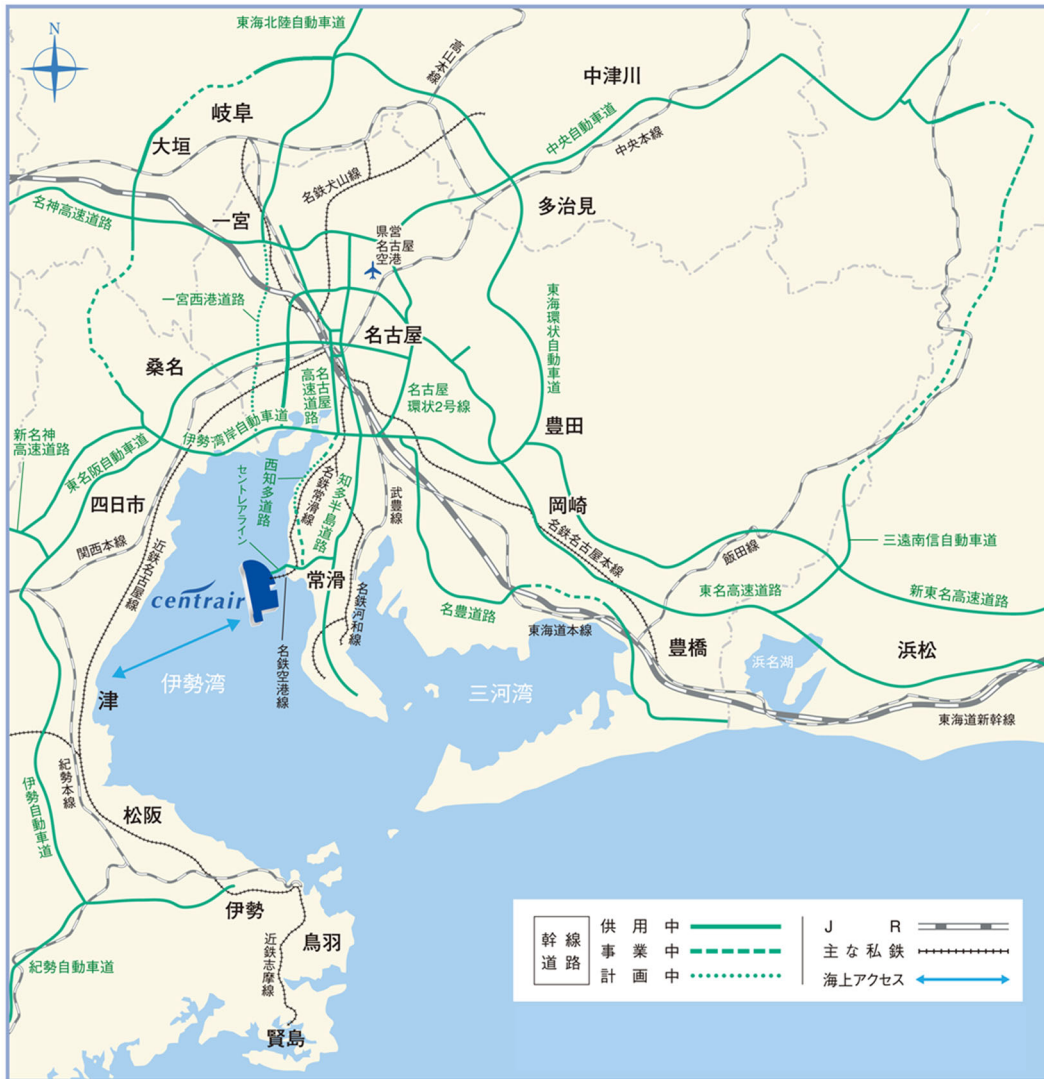 N
東海北陸自動車道
高山本線
中津川
岐阜
中央自動車道
中央本線
大垣
名鉄犬山線
名神高速道路
一宮
多治見
県営
名古屋
空港
一宮西港道路
東海環状自動車道
名古屋
桑名
名古屋
高速道路
名古屋
環状2号線
新名神
高速道路
東名阪自動車道
伊勢湾岸自動車道
豊田
四日市
西知多道路
セントレアライン
名鉄常滑線
知多半島道路
武豊線
岡崎
名鉄名古屋本線
飯田線
三遠南信自動車道
関西本線
近鉄名古屋線
centrair
常滑
名鉄河和線
名豊道路
東名高速道路
新東名高速道路
東海道本線
豊橋
浜名湖
浜松
名鉄空港線
津
伊勢湾
三河湾
東海道新幹線
伊勢自動車道
紀勢本線
松阪
伊勢
鳥羽
近鉄志摩線
紀勢自動車道
賢島
幹線
道路
供用中
事業中
計画中
JR
主な私鉄
海上アクセス